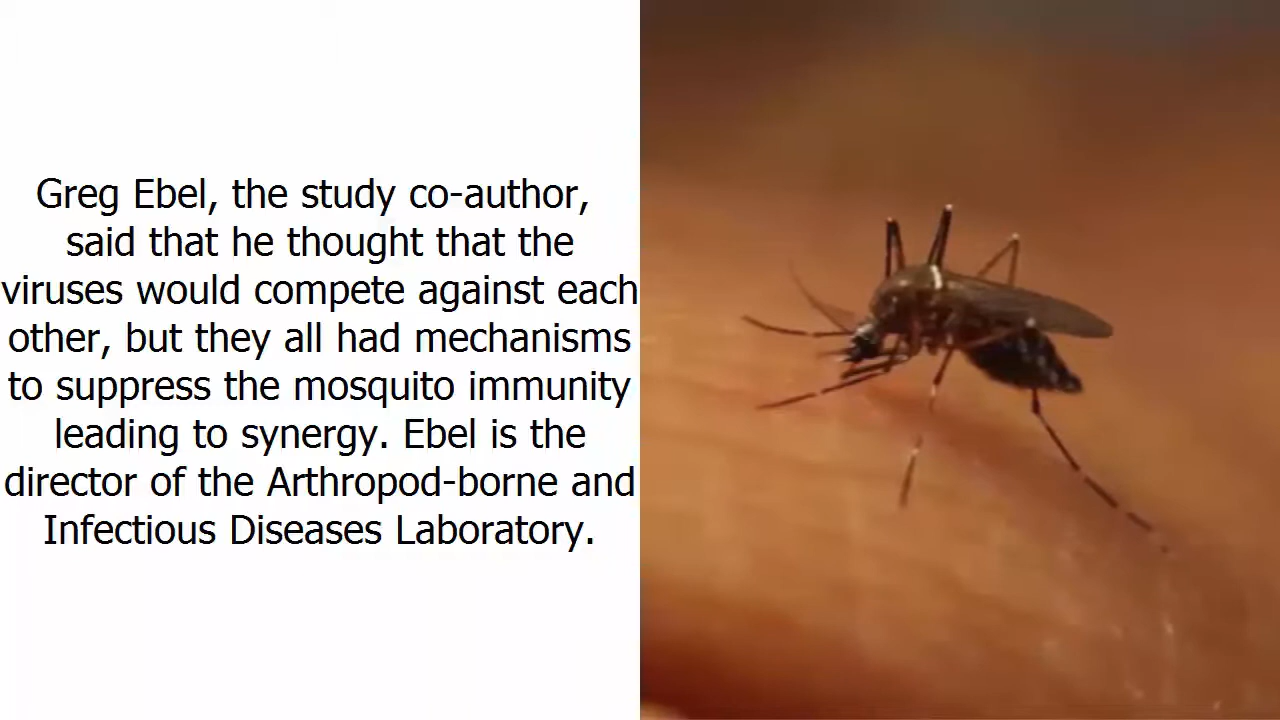 Greg Ebel, the study co-author,
said that he thought that the
viruses would compete against each
other, but they all had mechanisms
to suppress the mosquito immunity
leading to synergy. Ebel is the
director of the Arthropod-borne and
Infectious Diseases Laboratory.